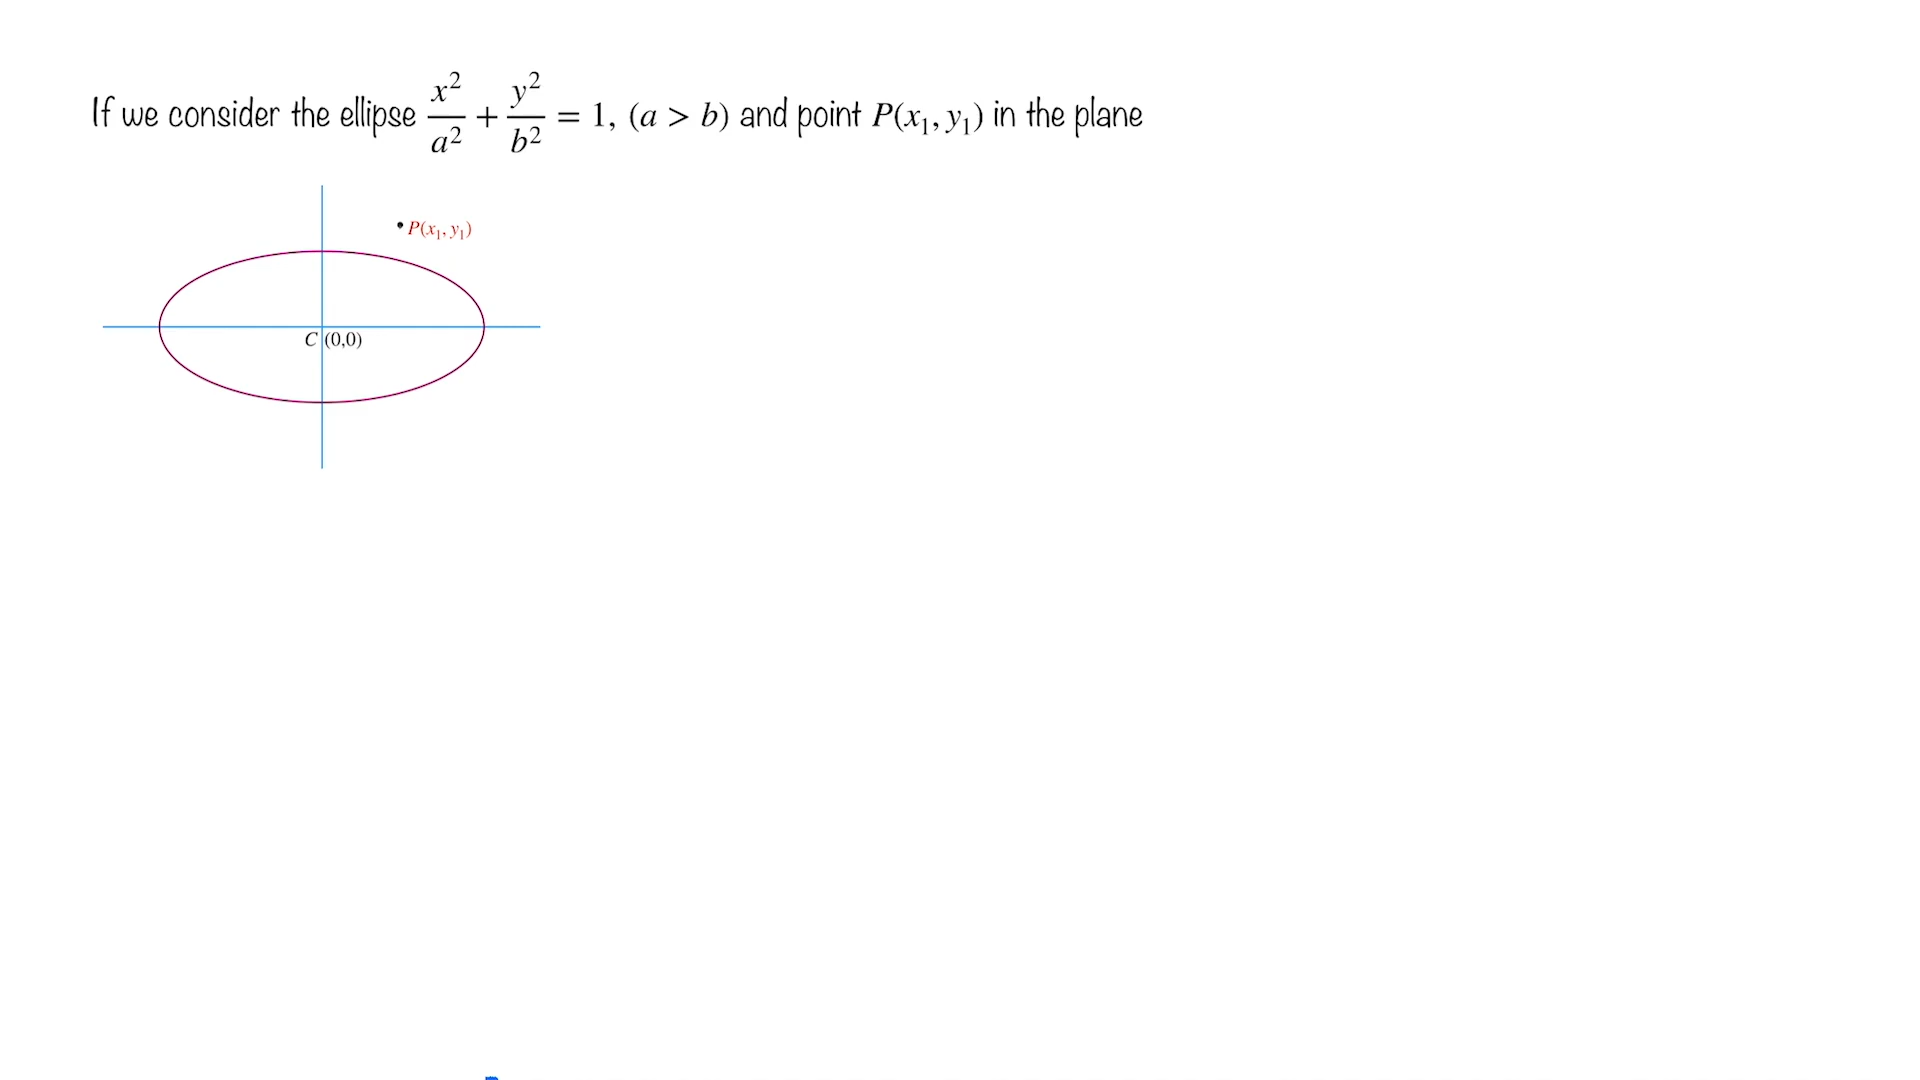 If we consider the ellipse x²/a² + y²/b² = 1, (a > b) and point P(x₁, y₁) in the plane
P(x₁, y₁)
C (0,0)